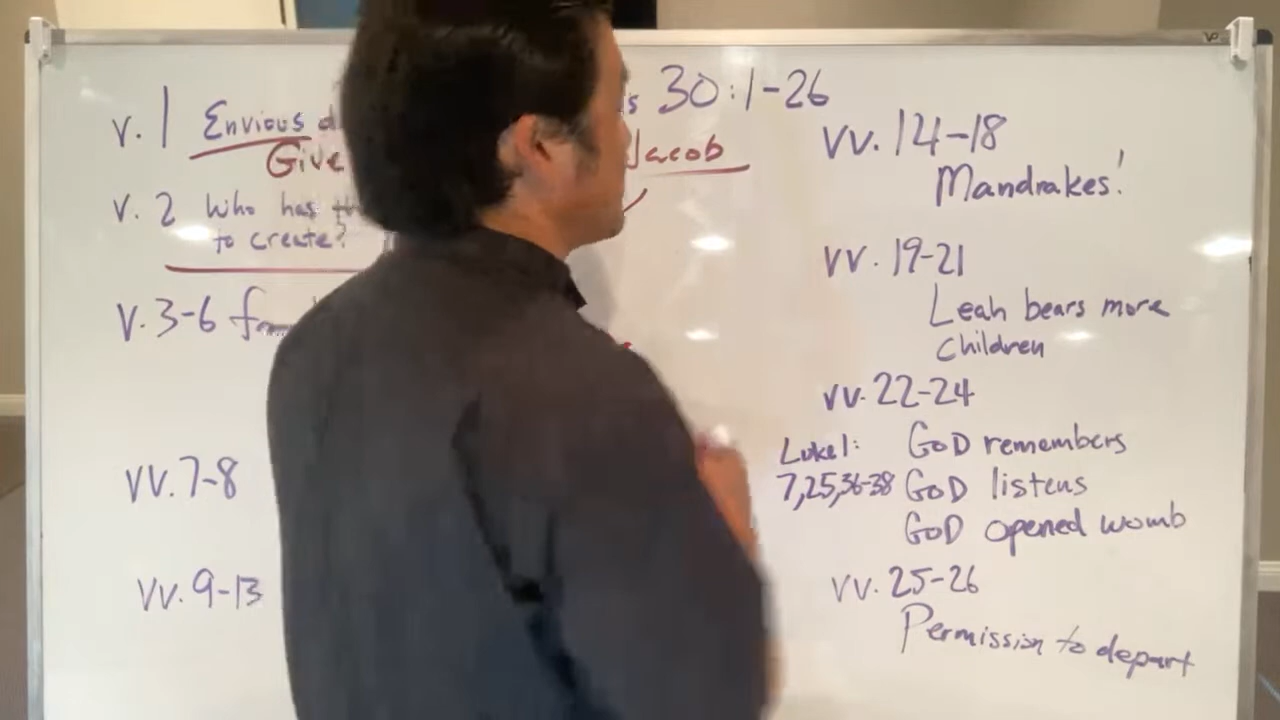 30:1-26
v. 1 Envious
Give
Jacob
v. 2 Who has
to create?
v. 3-6
vv. 7-8
vv. 9-13
vv. 14-18
Mandrakes!
vv. 19-21
Leah bears more
children
vv. 22-24
Luke 1: GOD remembers
7,25,36-38 GOD listens
GOD opened womb
vv. 25-26
Permission to depart